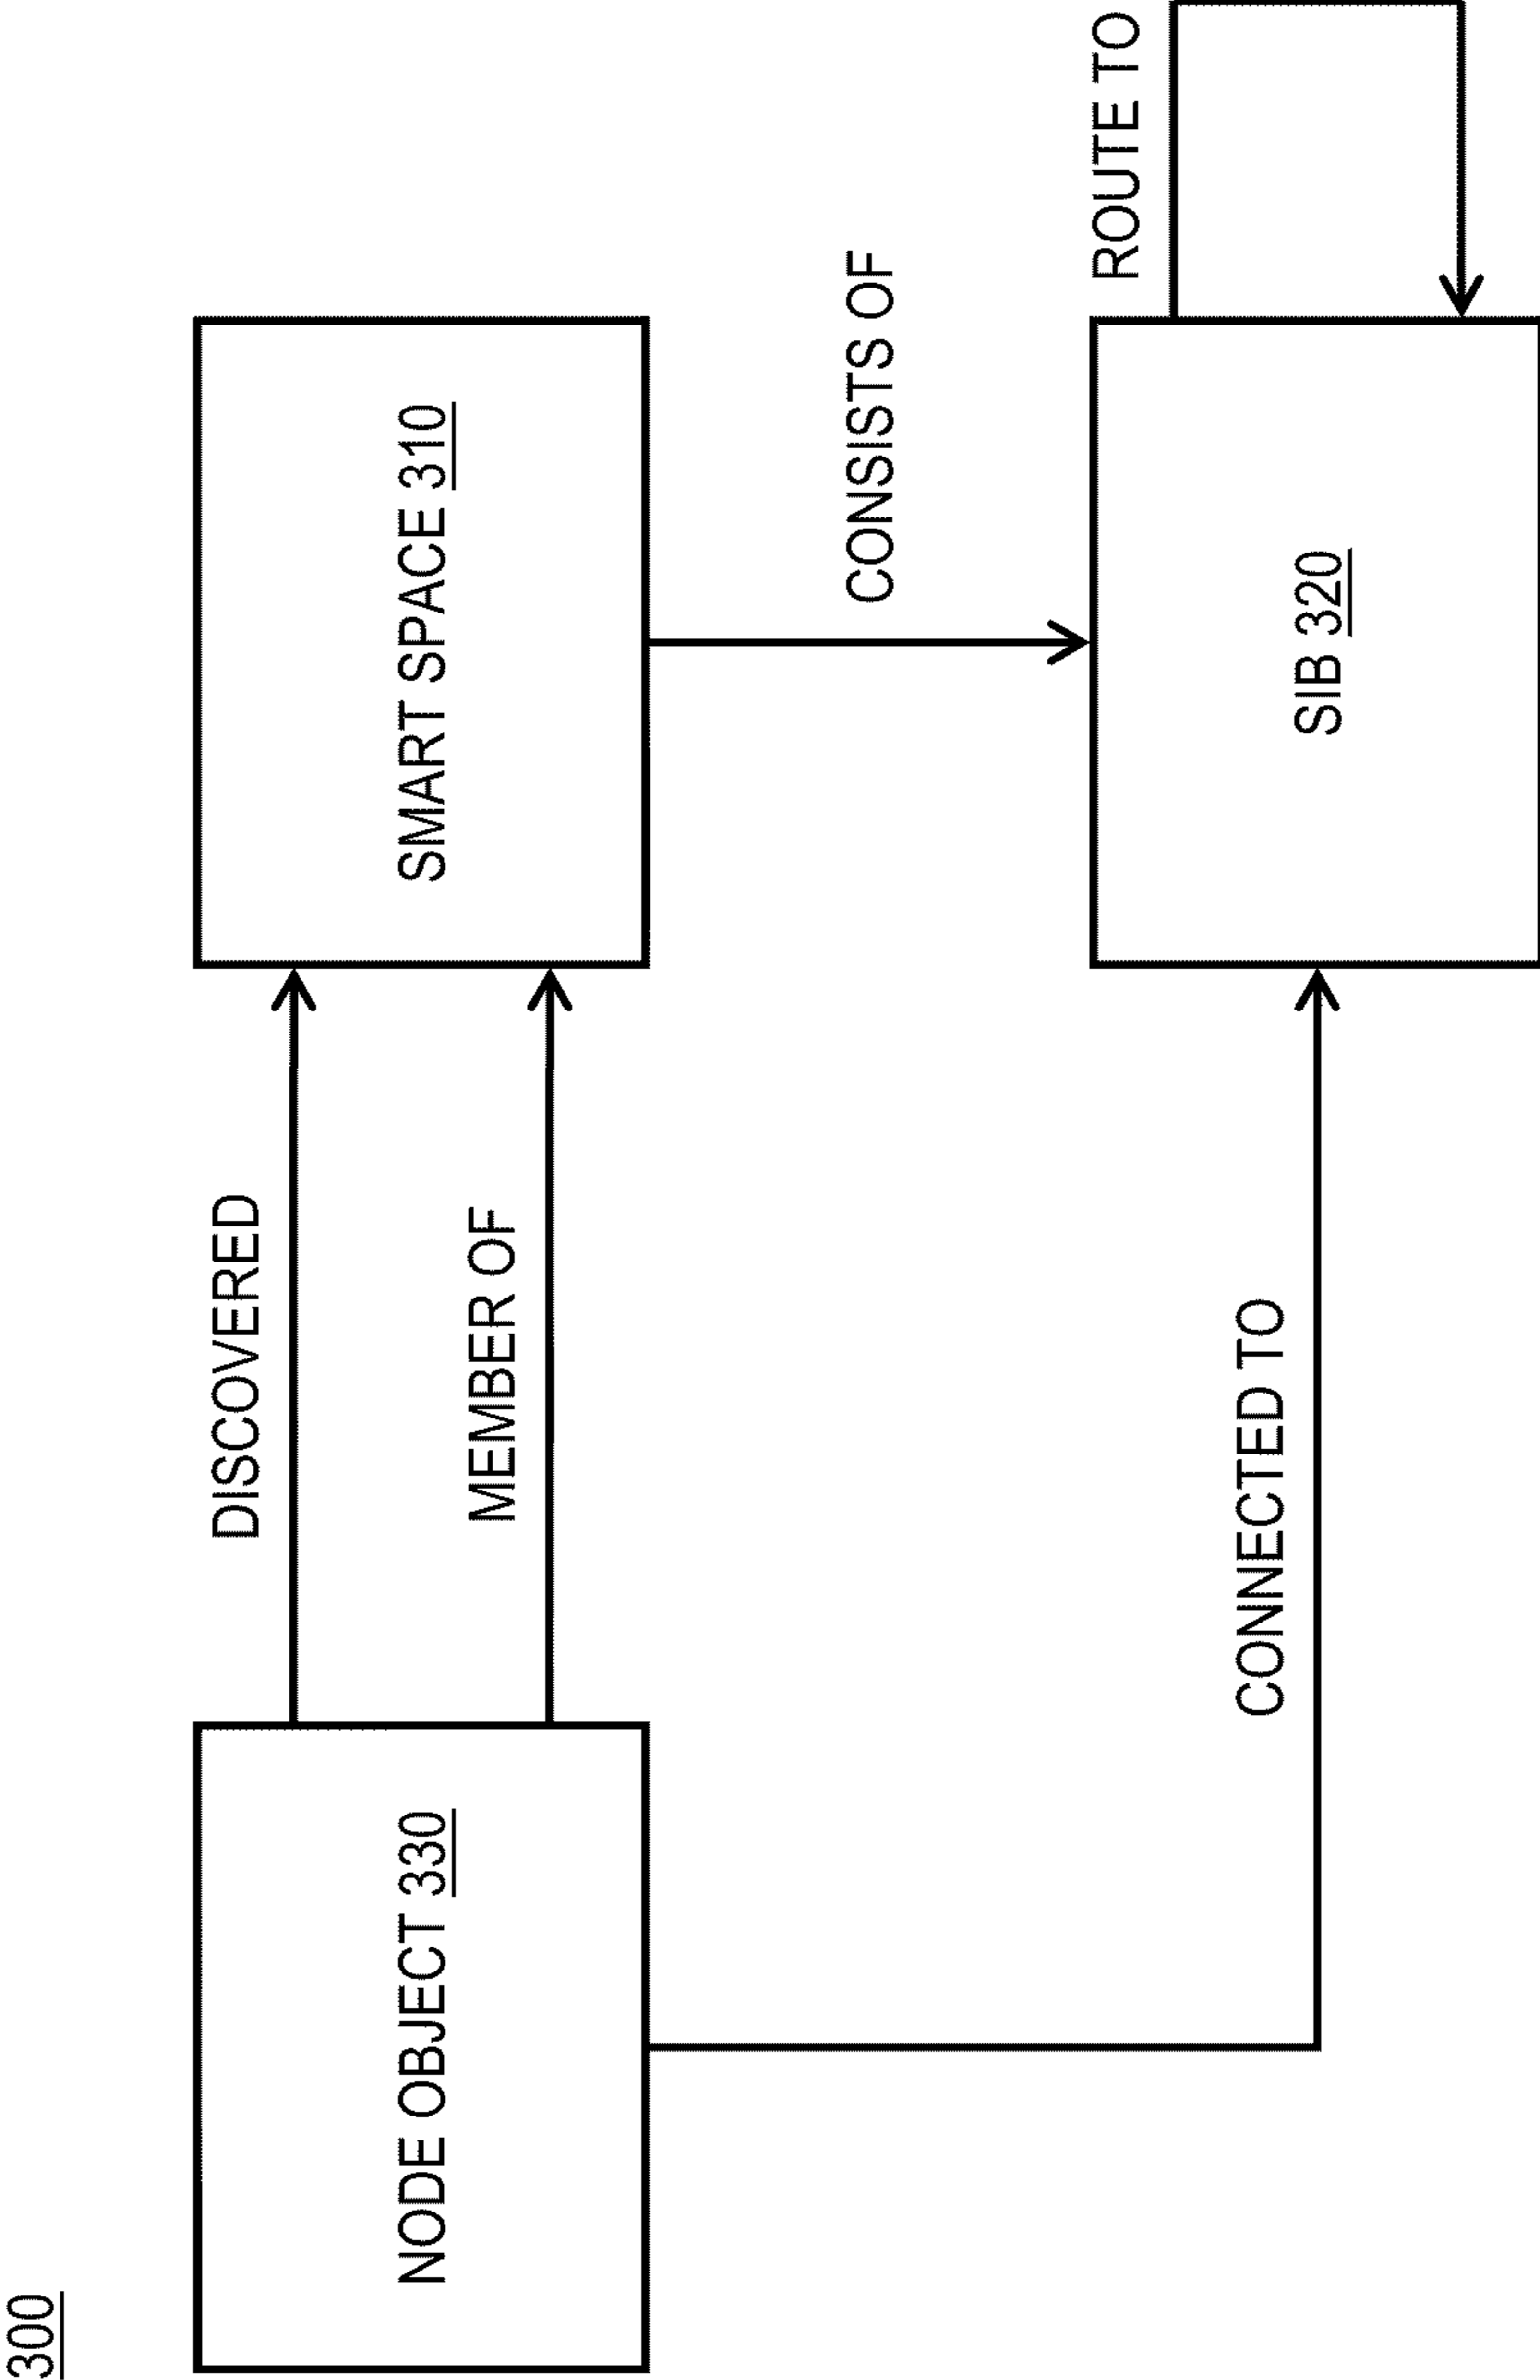 300
DISCOVERED
NODE OBJECT 330
SMART SPACE 310
MEMBER OF
CONSISTS OF
ROUTE TO
CONNECTED TO
SIB 320